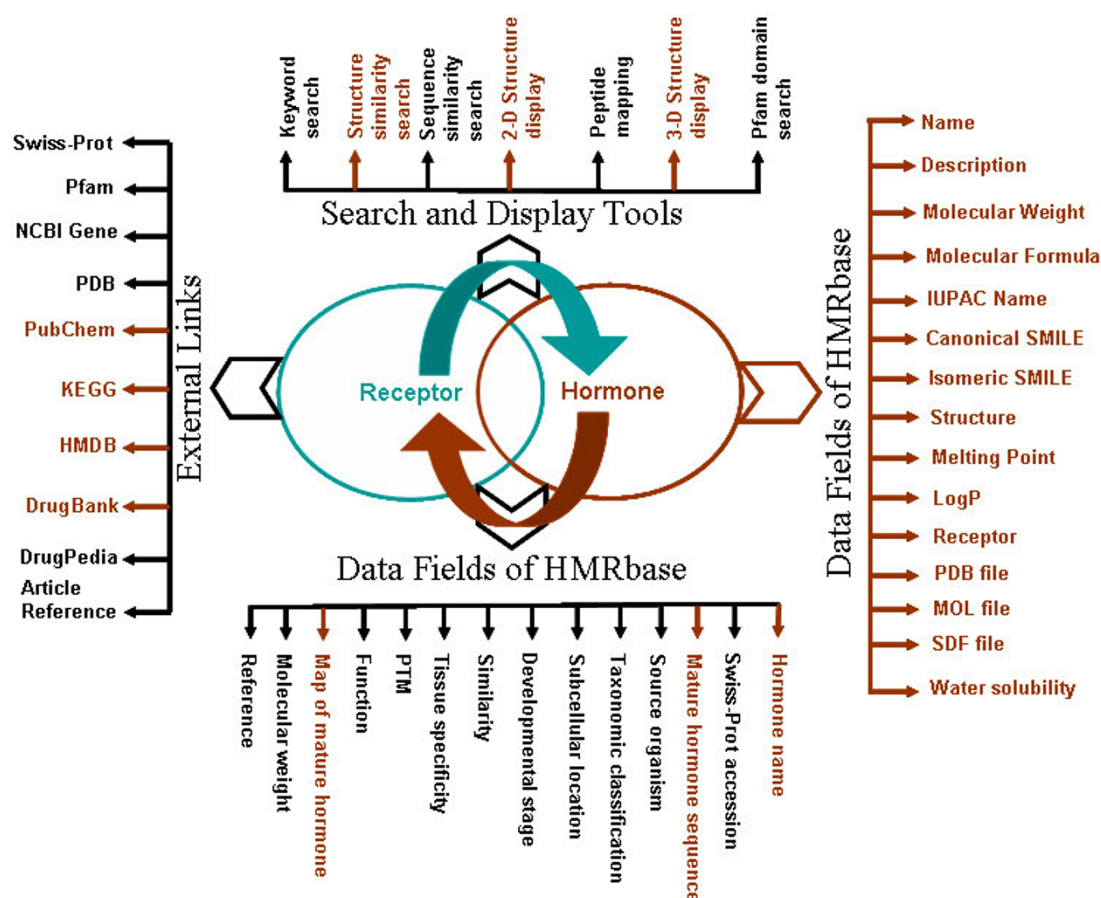 Keyword
search
Structure
similarity
search
Sequence
similarity
search
2-D Structure
display
Peptide
mapping
3-D Structure
display
Pfam domain
search
Search and Display Tools
Swiss-Prot
Pfam
NCBI Gene
PDB
PubChem
KEGG
HMDB
DrugBank
DrugPedia
Article
Reference
External Links
Receptor
Hormone
Name
Description
Molecular Weight
Molecular Formula
IUPAC Name
Canonical SMILE
Isomeric SMILE
Structure
Melting Point
LogP
Receptor
PDB file
MOL file
SDF file
Water solubility
Data Fields of HMRbase
Data Fields of HMRbase
Reference
Molecular weight
Map of mature hormone
Function
PTM
Tissue specificity
Similarity
Developmental stage
Subcellular location
Taxonomic classification
Source organism
Mature hormone sequence
Swiss-Prot accession
Hormone name